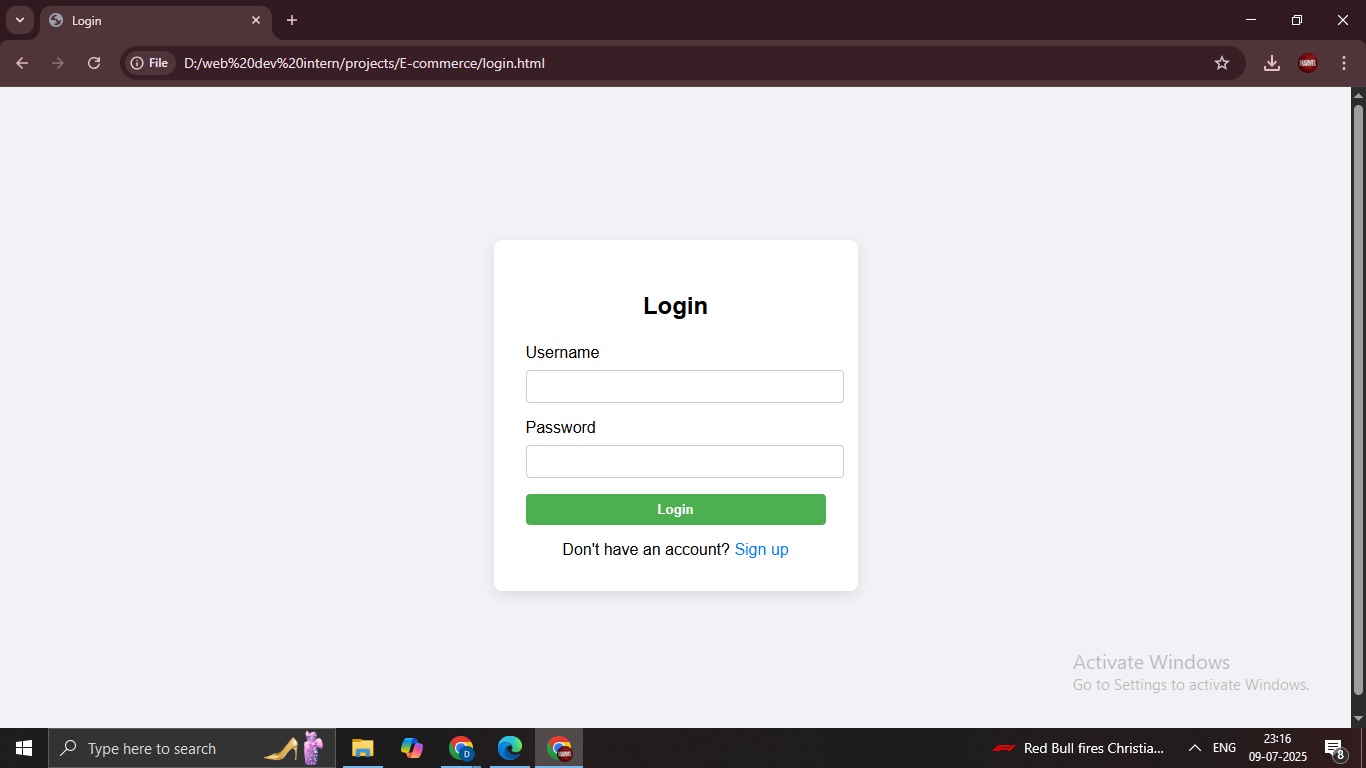 Login
File
D:/web%20dev%20intern/projects/E-commerce/login.html
MARVEL
Login
Username
Password
Login
Don't have an account? Sign up
Activate Windows
Go to Settings to activate Windows.
Type here to search
D
Red Bull fires Christia...
ENG
23:16
09-07-2025
8